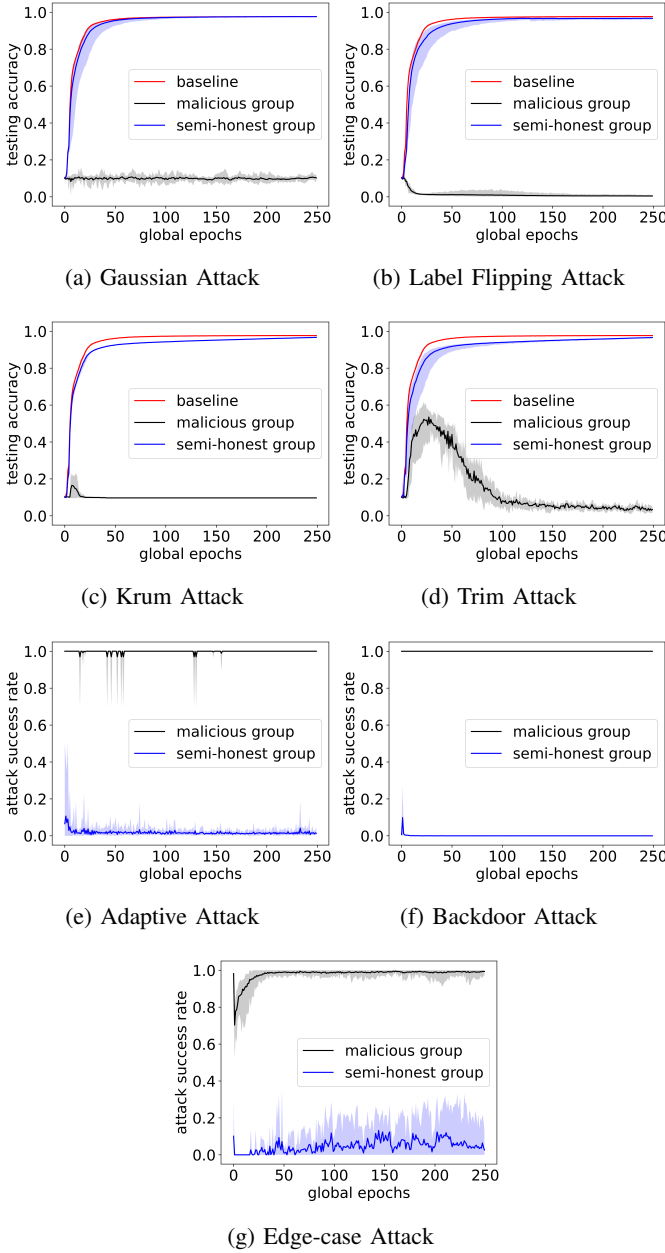 1.0
0.8
0.6
0.4
0.2
0.0
testing accuracy
baseline
malicious group
semi-honest group
0 50 100 150 200 250
global epochs
(a) Gaussian Attack
1.0
0.8
0.6
0.4
0.2
0.0
testing accuracy
baseline
malicious group
semi-honest group
0 50 100 150 200 250
global epochs
(b) Label Flipping Attack
1.0
0.8
0.6
0.4
0.2
0.0
testing accuracy
baseline
malicious group
semi-honest group
0 50 100 150 200 250
global epochs
(c) Krum Attack
1.0
0.8
0.6
0.4
0.2
0.0
testing accuracy
baseline
malicious group
semi-honest group
0 50 100 150 200 250
global epochs
(d) Trim Attack
1.0
0.8
0.6
0.4
0.2
0.0
attack success rate
malicious group
semi-honest group
0 50 100 150 200 250
global epochs
(e) Adaptive Attack
1.0
0.8
0.6
0.4
0.2
0.0
attack success rate
malicious group
semi-honest group
0 50 100 150 200 250
global epochs
(f) Backdoor Attack
1.0
0.8
0.6
0.4
0.2
0.0
attack success rate
malicious group
semi-honest group
0 50 100 150 200 250
global epochs
(g) Edge-case Attack